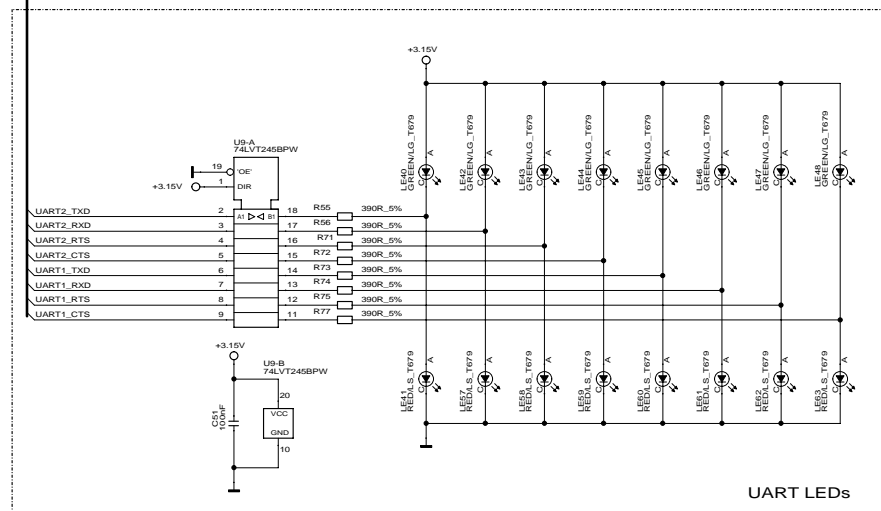 +3.15V
U9-A
74LVT245BPW
19
'OE'
+3.15V
1
DIR
UART2_TXD
2
A1
B1
18
R55
390R_5%
UART2_RXD
3
17
R56
390R_5%
UART2_RTS
4
16
R71
390R_5%
UART2_CTS
5
15
R72
390R_5%
UART1_TXD
6
14
R73
390R_5%
UART1_RXD
7
13
R74
390R_5%
UART1_RTS
8
12
R75
390R_5%
UART1_CTS
9
11
R77
390R_5%
LE40
GREEN/LG_T679
C
A
LE42
GREEN/LG_T679
C
A
LE43
GREEN/LG_T679
C
A
LE44
GREEN/LG_T679
C
A
LE45
GREEN/LG_T679
C
A
LE46
GREEN/LG_T679
C
A
LE47
GREEN/LG_T679
C
A
LE48
GREEN/LG_T679
C
A
+3.15V
U9-B
74LVT245BPW
20
VCC
GND
10
C51
100nF
LE41
RED/LS_T679
C
A
LE57
RED/LS_T679
C
A
LE58
RED/LS_T679
C
A
LE59
RED/LS_T679
C
A
LE60
RED/LS_T679
C
A
LE61
RED/LS_T679
C
A
LE62
RED/LS_T679
C
A
LE63
RED/LS_T679
C
A
UART LEDs